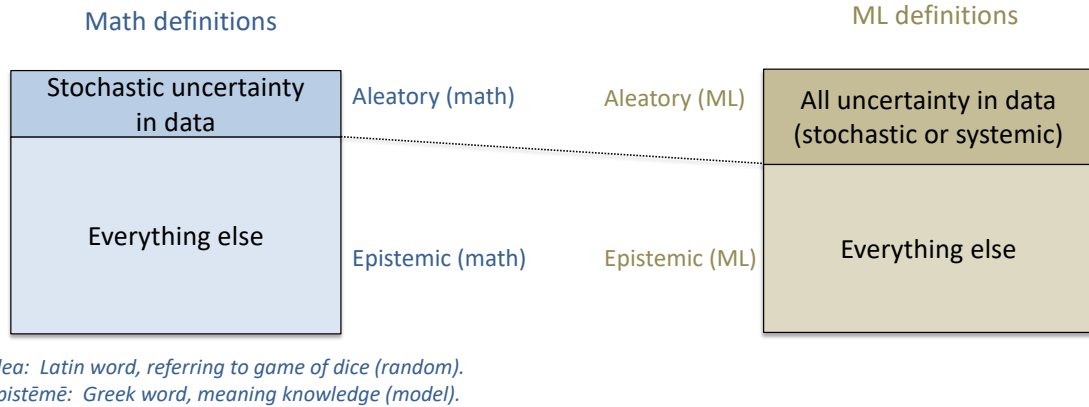 Math definitions
ML definitions
Stochastic uncertainty
in data
Aleatory (math)
Aleatory (ML)
All uncertainty in data
(stochastic or systemic)
Everything else
Epistemic (math)
Epistemic (ML)
Everything else
lea: Latin word, referring to game of dice (random).
pistēmē: Greek word, meaning knowledge (model).